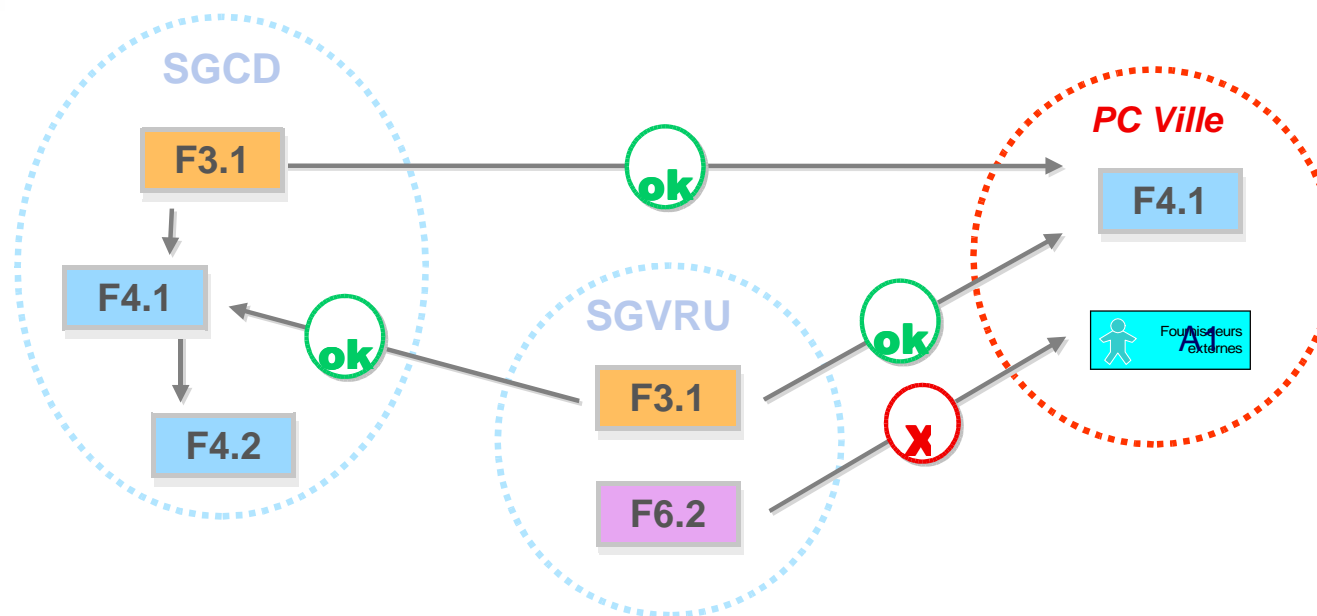 SGCD
PC Ville
F3.1
ok
F4.1
F4.1
SGVRU
ok
ok
Fournisseurs
externes
A1
F3.1
X
F4.2
F6.2